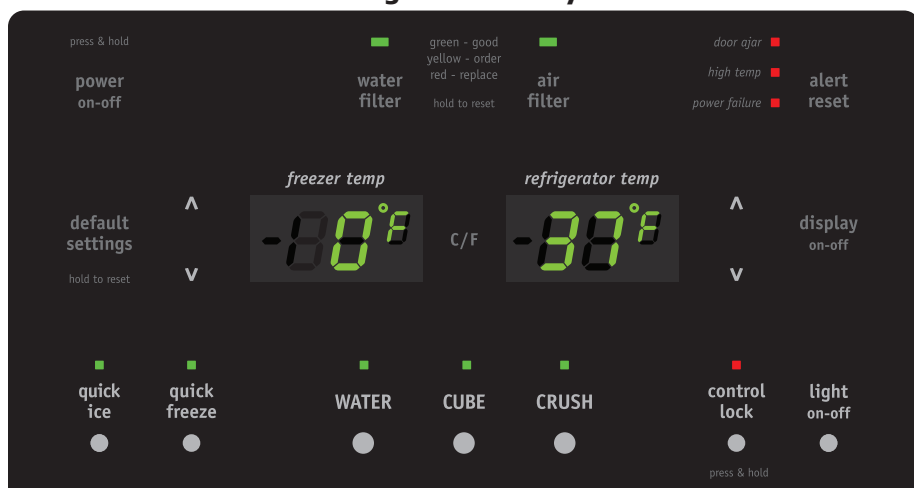 press & hold
power
on-off
water
filter
green - good
yellow - order
red - replace
hold to reset
air
filter
door ajar
high temp
power failure
alert
reset
default
settings
hold to reset
freezer temp
0°F
C/F
refrigerator temp
37°F
display
on-off
quick
ice
quick
freeze
WATER
CUBE
CRUSH
control
lock
press & hold
light
on-off